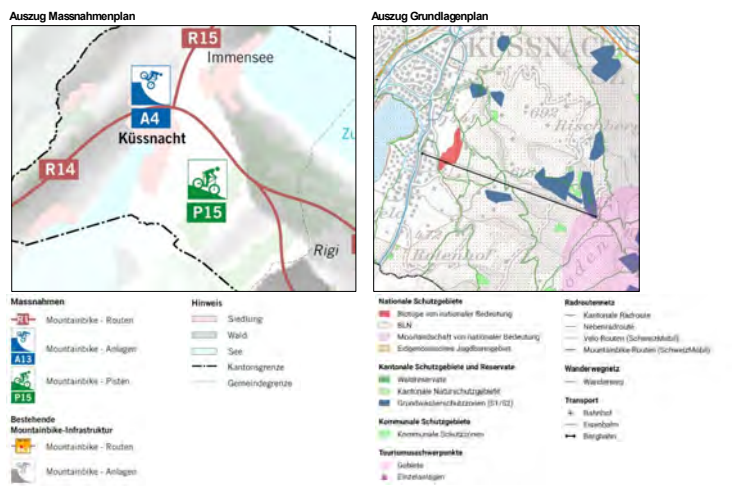 Auszug Massnahmenplan
R15
Immensee
A4
Küssnacht
R14
P15
Rigi
Massnahmen
R1
Mountainbike - Routen
Mountainbike - Anlagen
A13
Mountainbike - Pisten
P15
Bestehende
Mountainbike-Infrastruktur
Mountainbike - Routen
Mountainbike - Anlagen
Hinweis
Siedlung
Wald
See
Kantonsgrenze
Gemeindegrenze
Auszug Grundlagenplan
KÜSSNAC
692
Nationale Schutzgebiete
Biotope von nationaler Bedeutung
BLN
Moorlandschaft von nationaler Bedeutung
Eidgenössisches Jagdbanngebiet
Kantonale Schutzgebiete und Reservate
Waldreservate
Kantonale Naturschutzgebiete
Grundwasserschutzzonen (S1/S2)
Kommunale Schutzgebiete
Kommunale Schutzzonen
Tourismusschwerpunkte
Gebiete
Einzelanlagen
Radroutennetz
Kantonale Radroute
Nebenradroute
Velo-Routen (SchweizMobil)
Mountainbike-Routen (SchweizMobil)
Wanderwegnetz
Wanderweg
Transport
Bahnhof
Eisenbahn
Bergbahn